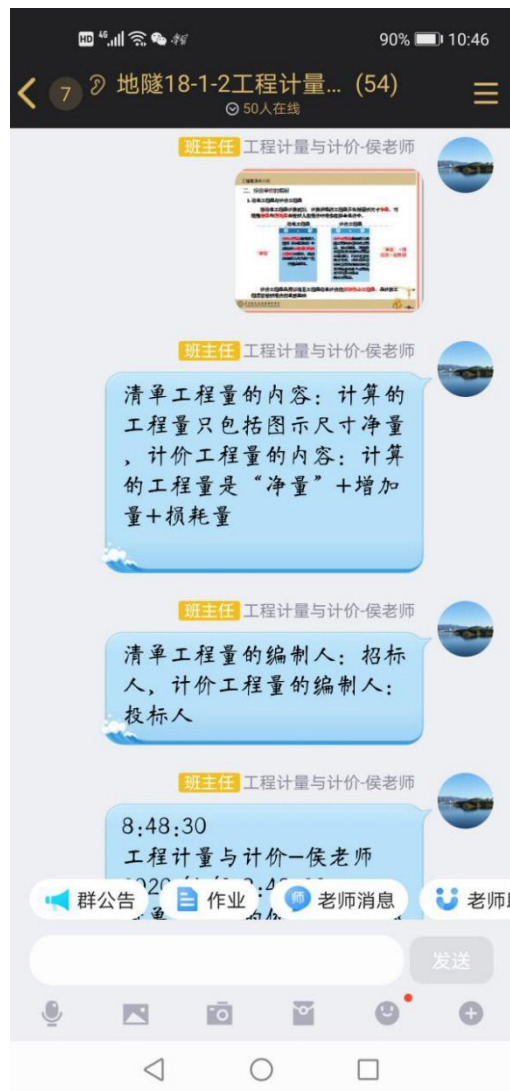 HD 4G 90% 10:46
7 地隧18-1-2工程计量... (54)
50人在线
班主任 工程计量与计价-侯老师
班主任 工程计量与计价-侯老师
清单工程量的内容：计算的
工程量只包括图示尺寸净量
，计价工程量的内容：计算
的工程量是“净量”+增加
量+损耗量
班主任 工程计量与计价-侯老师
清单工程量的编制人：招标
人，计价工程量的编制人：
投标人
班主任 工程计量与计价-侯老师
8:48:30
工程计量与计价-侯老师
群公告 作业 老师消息 老师
发送